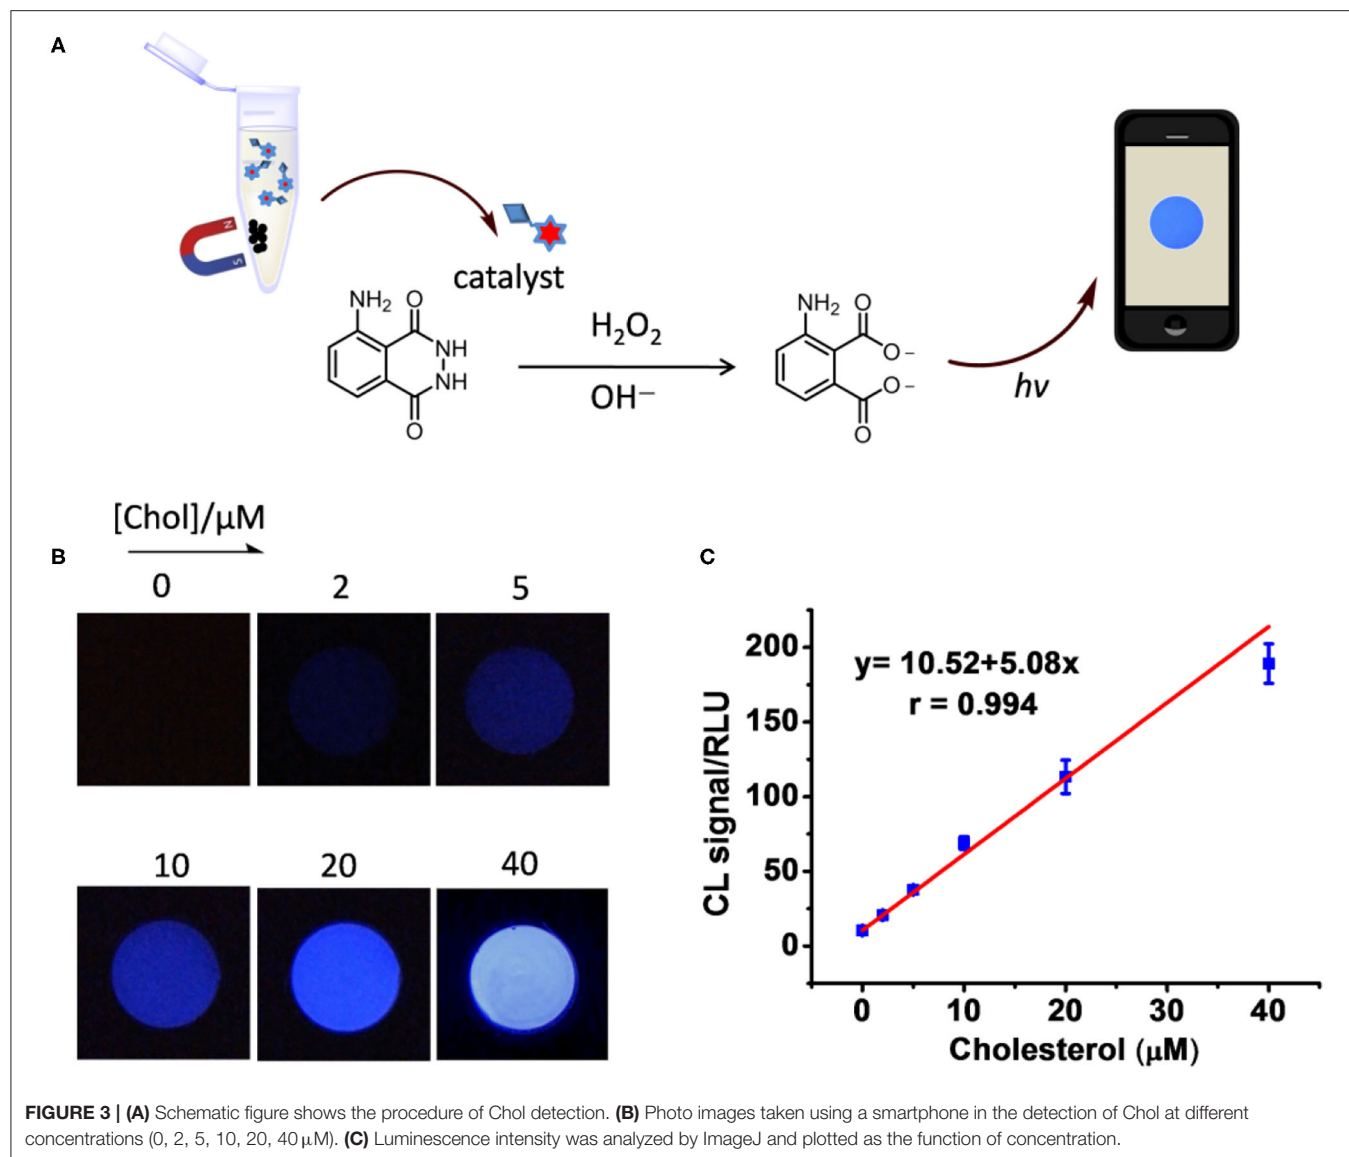 A
N
S
catalyst
NH₂ O
NH
NH
O
H₂O₂
OH⁻
NH₂ O
O⁻
O⁻
O
hν
[Chol]/μM
B
0 2 5
10 20 40
C
y= 10.52+5.08x
r = 0.994
CL signal/RLU
200
150
100
50
0
0 10 20 30 40
Cholesterol (μM)
FIGURE 3 | (A) Schematic figure shows the procedure of Chol detection. (B) Photo images taken using a smartphone in the detection of Chol at different
concentrations (0, 2, 5, 10, 20, 40 μM). (C) Luminescence intensity was analyzed by ImageJ and plotted as the function of concentration.